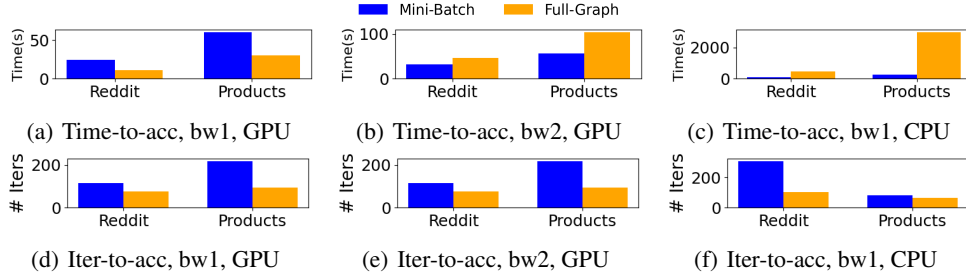 Mini-Batch Full-Graph
Time(s) 50 0 Reddit Products
Time(s) 100 0 Reddit Products
Time(s) 2000 0 Reddit Products
(a) Time-to-acc, bw1, GPU
(b) Time-to-acc, bw2, GPU
(c) Time-to-acc, bw1, CPU
# Iters 200 0 Reddit Products
# Iters 200 0 Reddit Products
# Iters 200 0 Reddit Products
(d) Iter-to-acc, bw1, GPU
(e) Iter-to-acc, bw2, GPU
(f) Iter-to-acc, bw1, CPU